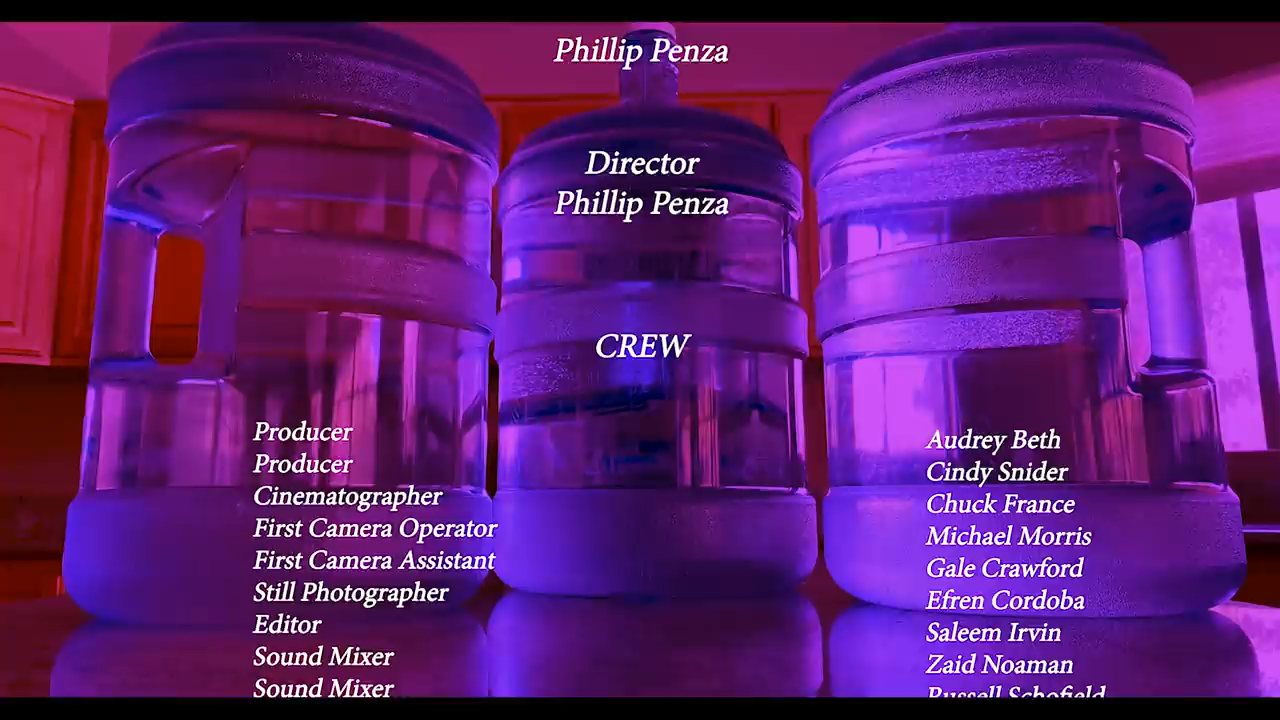 Phillip Penza
Director
Phillip Penza
CREW
Producer Audrey Beth
Producer Cindy Snider
Cinematographer Chuck France
First Camera Operator Michael Morris
First Camera Assistant Gale Crawford
Still Photographer Efren Cordoba
Editor Saleem Irvin
Sound Mixer Zaid Noaman
Sound Mixer Russell Schofield